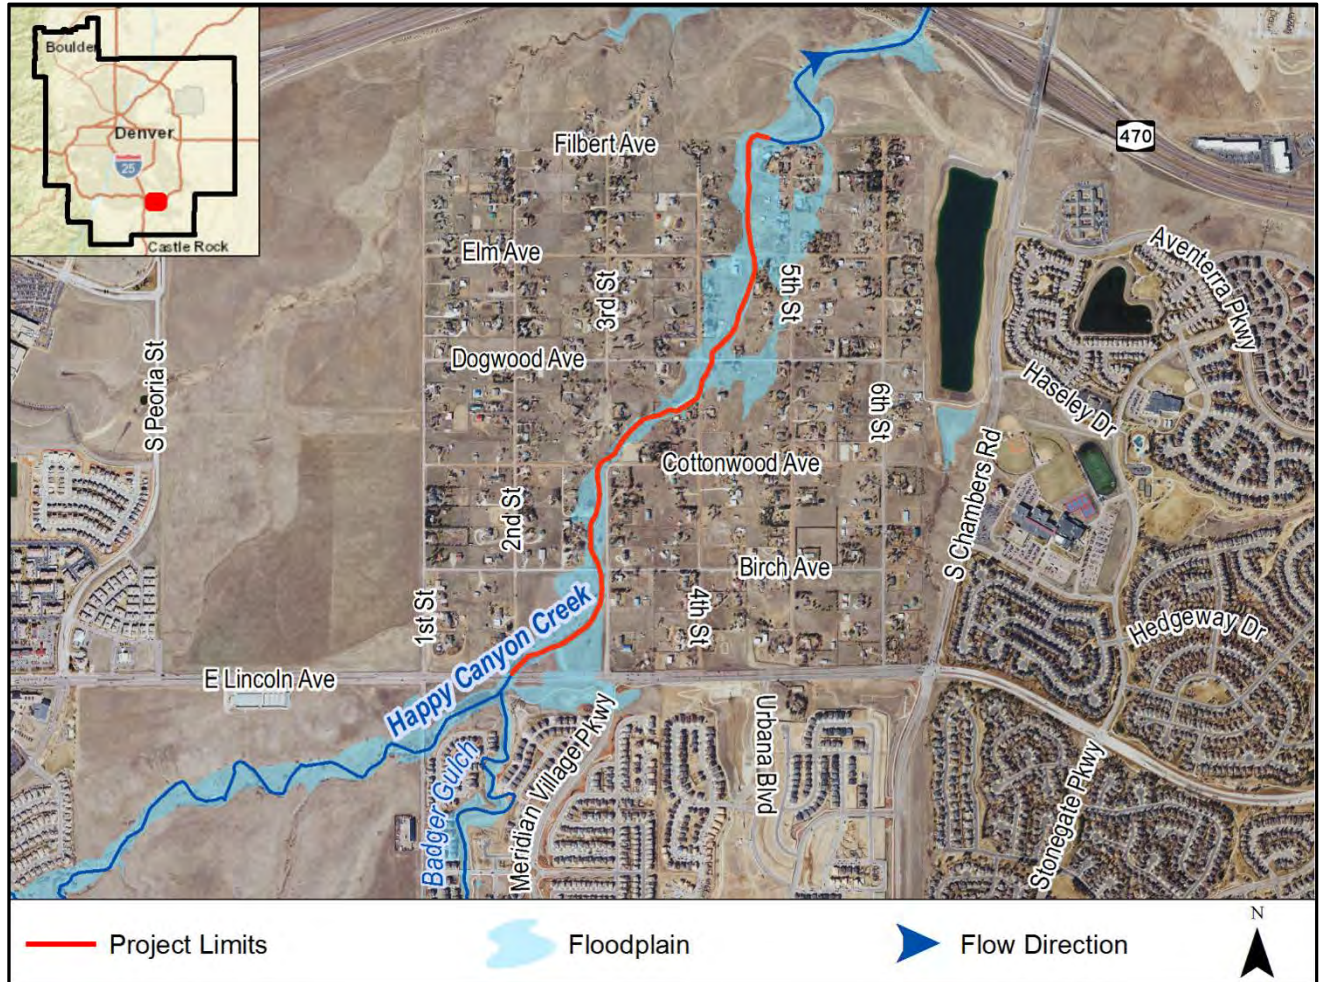 Boulder
Denver
25
Castle Rock
470
Filbert Ave
Elm Ave
3rd St
5th St
Aventerra Pkwy
S Peoria St
Dogwood Ave
Haseley Dr
6th St
Cottonwood Ave
S Chambers Rd
2nd St
Birch Ave
1st St
4th St
Happy Canyon Creek
Hedgeway Dr
E Lincoln Ave
Meridian Village Pkwy
Urbana Blvd
Badger Gulch
Stonegate Pkwy
Project Limits
Floodplain
Flow Direction
N